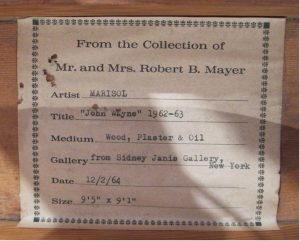 From the Collection of
Mr. and Mrs. Robert B. Mayer
Artist MARISOL
Title "John Wayne" 1962-63
Medium Wood, Plaster & Oil
Gallery from Sidney Janis Gallery,
New York
Date 12/2/64
Size 9'5" x 9'1"